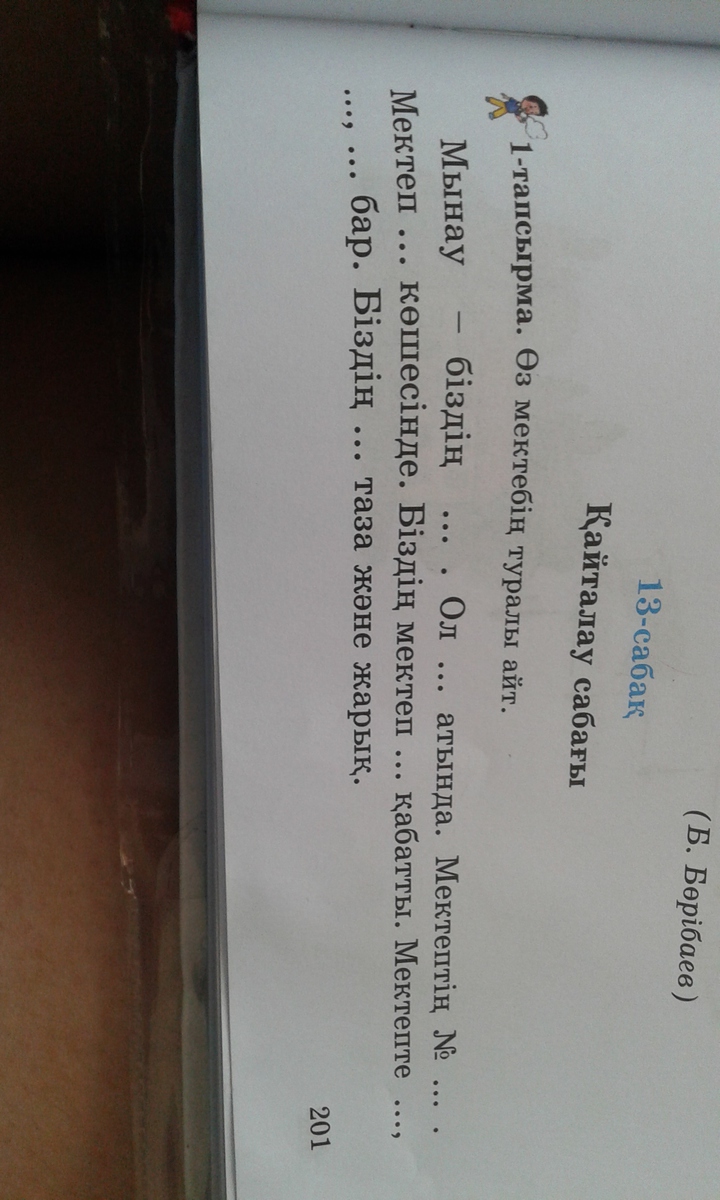 (Б. Бөрібаев)
13-сабақ
Қайталау сабағы
1-тапсырма. Өз мектебің туралы айт.
Мынау – біздің ... . Ол ... атында. Мектептің № ... .
Мектеп ... көшесінде. Біздің мектеп ... қабатты. Мектепте ...,
..., ... бар. Біздің ... таза және жарық.
201